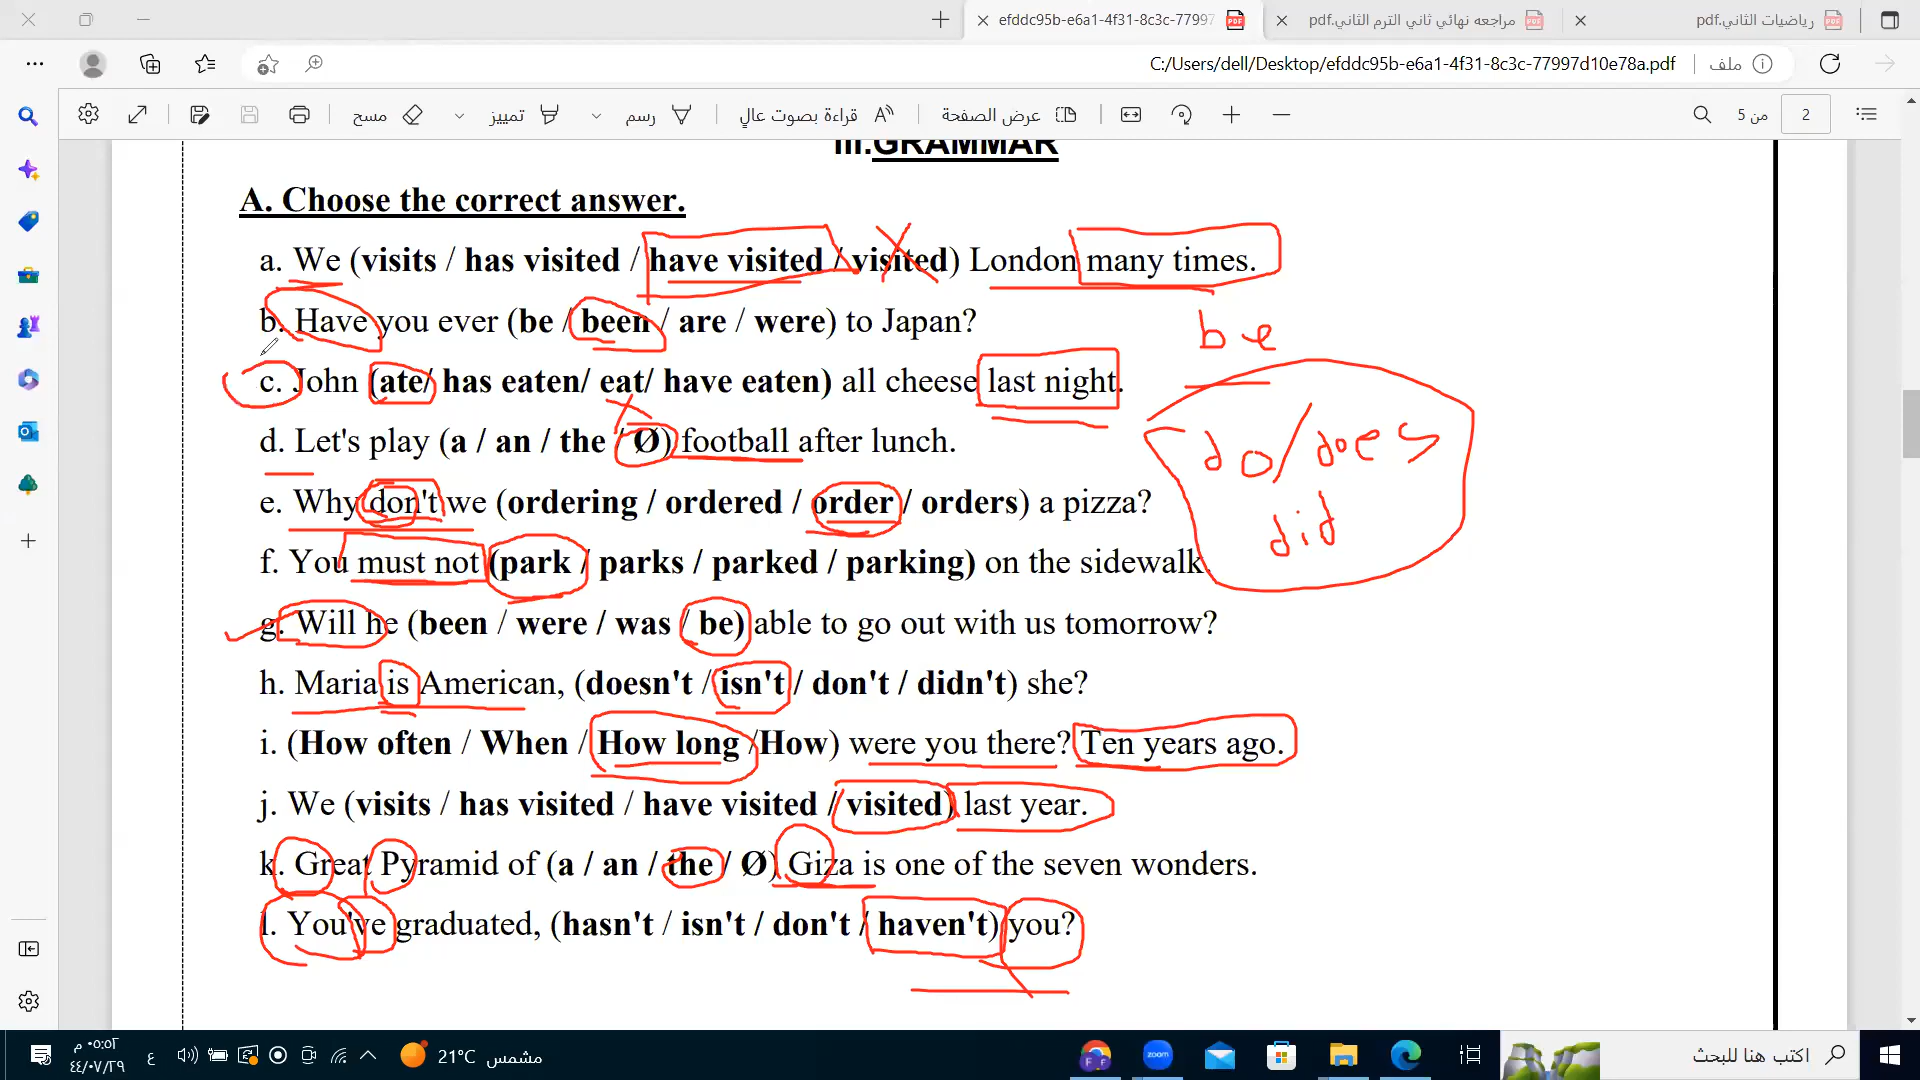 efddc95b-e6a1-4f31-8c3c-77997
مراجعه نهائي ثاني الترم الثاني.pdf
رياضيات الثاني.pdf
C:/Users/dell/Desktop/efddc95b-e6a1-4f31-8c3c-77997d10e78a.pdf
ملف
مسح
تمييز
رسم
قراءة بصوت عالٍ
عرض الصفحة
من 5
2
III.GRAMMAR
A. Choose the correct answer.
a. We (visits / has visited / have visited / visited) London many times.
b. Have you ever (be / been / are / were) to Japan?
be
c. John (ate/ has eaten/ eat/ have eaten) all cheese last night.
d. Let's play (a / an / the / Ø) football after lunch.
do/does
e. Why don't we (ordering / ordered / order / orders) a pizza?
did
f. You must not (park / parks / parked / parking) on the sidewalk.
g. Will he (been / were / was / be) able to go out with us tomorrow?
h. Maria is American, (doesn't / isn't / don't / didn't) she?
i. (How often / When / How long /How) were you there? Ten years ago.
j. We (visits / has visited / have visited / visited) last year.
k. Great Pyramid of (a / an / the / Ø) Giza is one of the seven wonders.
l. You've graduated, (hasn't / isn't / don't / haven't) you?
٠٥:٥٢ م
٤٤/٠٧/٢٩
ع
21°C مشمس
zoom
اكتب هنا للبحث